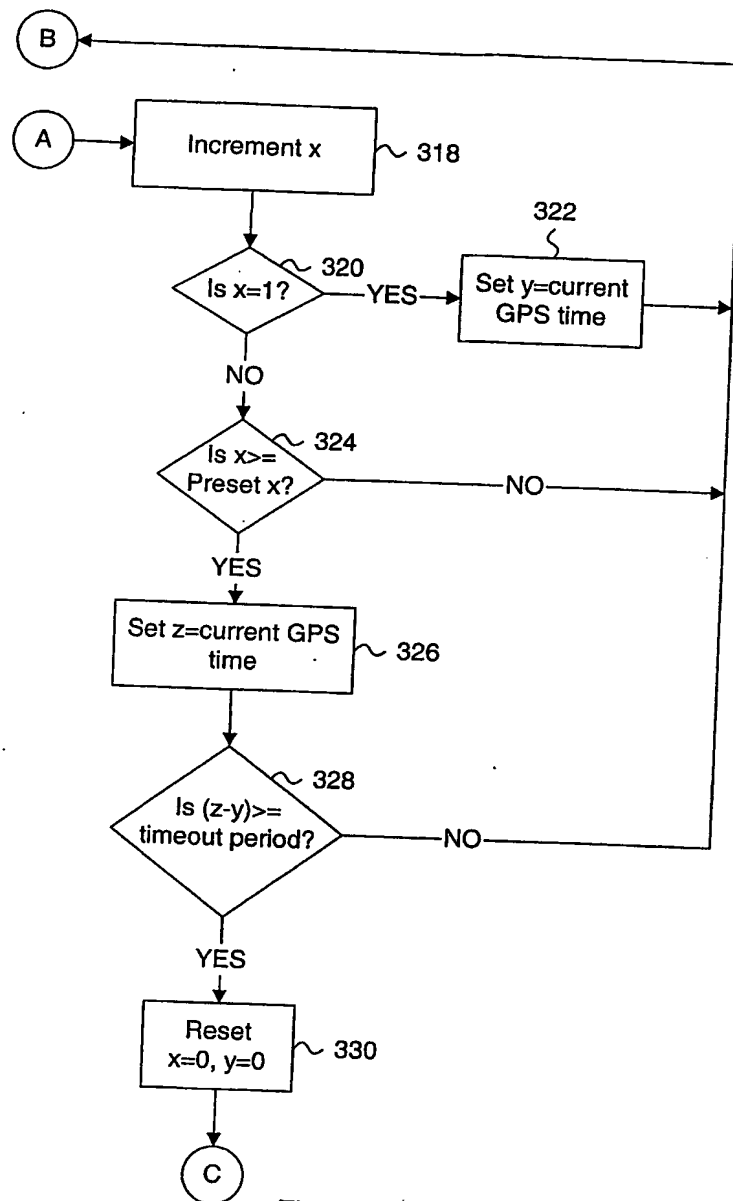 B
A
Increment x
318
320
Is x=1?
YES
322
Set y=current
GPS time
NO
324
Is x>=
Preset x?
NO
YES
Set z=current GPS
time
326
328
Is (z-y)>=
timeout period?
NO
YES
Reset
x=0, y=0
330
C